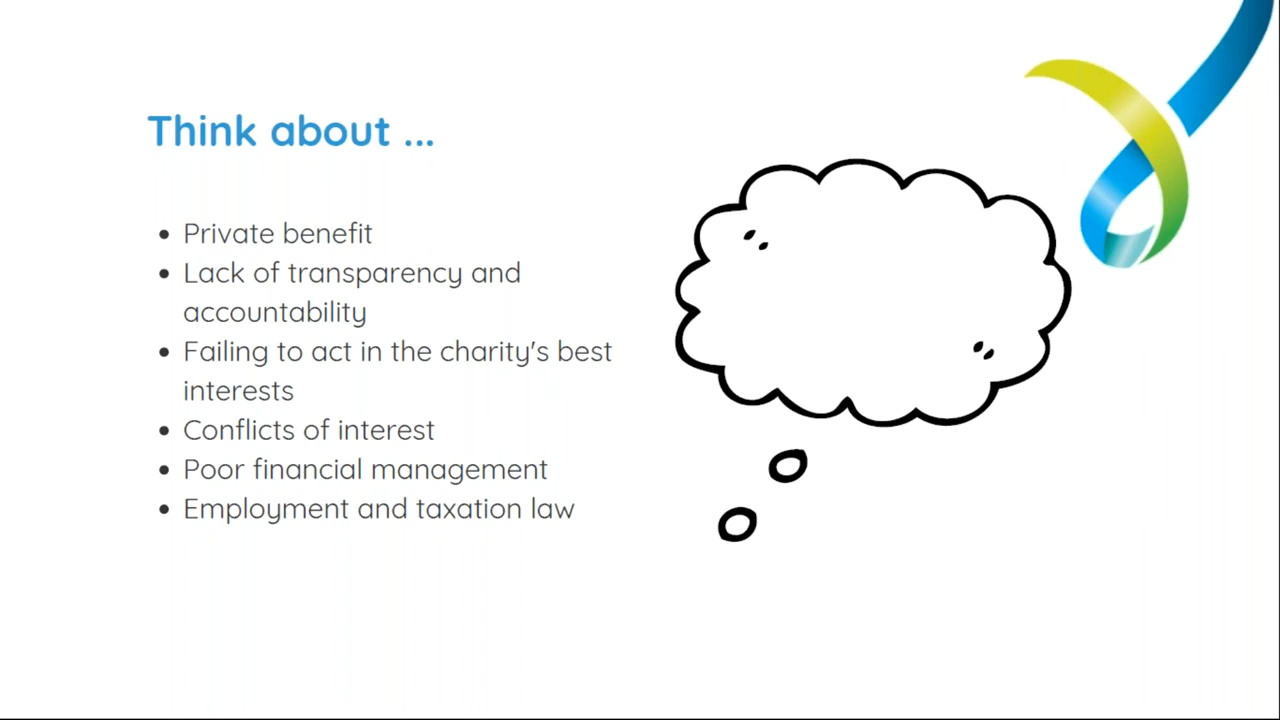 Think about ...
• Private benefit
• Lack of transparency and
accountability
• Failing to act in the charity's best
interests
• Conflicts of interest
• Poor financial management
• Employment and taxation law